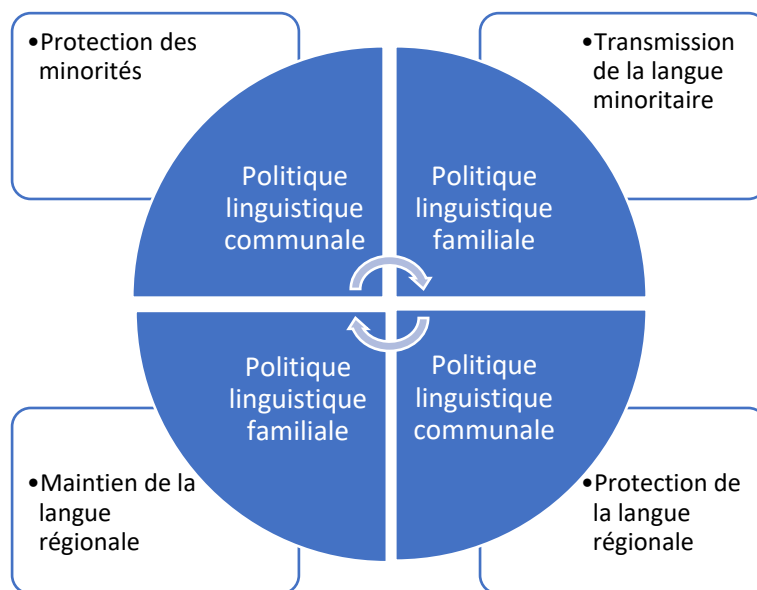 •Protection des
minorités
•Transmission
de la langue
minoritaire
Politique
linguistique
communale
Politique
linguistique
familiale
Politique
linguistique
familiale
Politique
linguistique
communale
•Maintien de la
langue
régionale
•Protection de
la langue
régionale